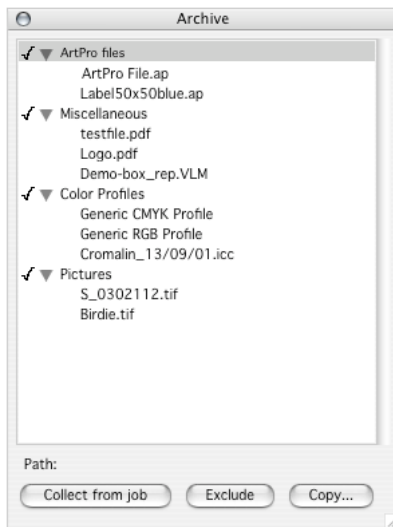 Archive
ArtPro files
ArtPro File.ap
Label50x50blue.ap
Miscellaneous
testfile.pdf
Logo.pdf
Demo-box_rep.VLM
Color Profiles
Generic CMYK Profile
Generic RGB Profile
Cromalin_13/09/01.icc
Pictures
S_0302112.tif
Birdie.tif
Path:
Collect from job Exclude Copy...